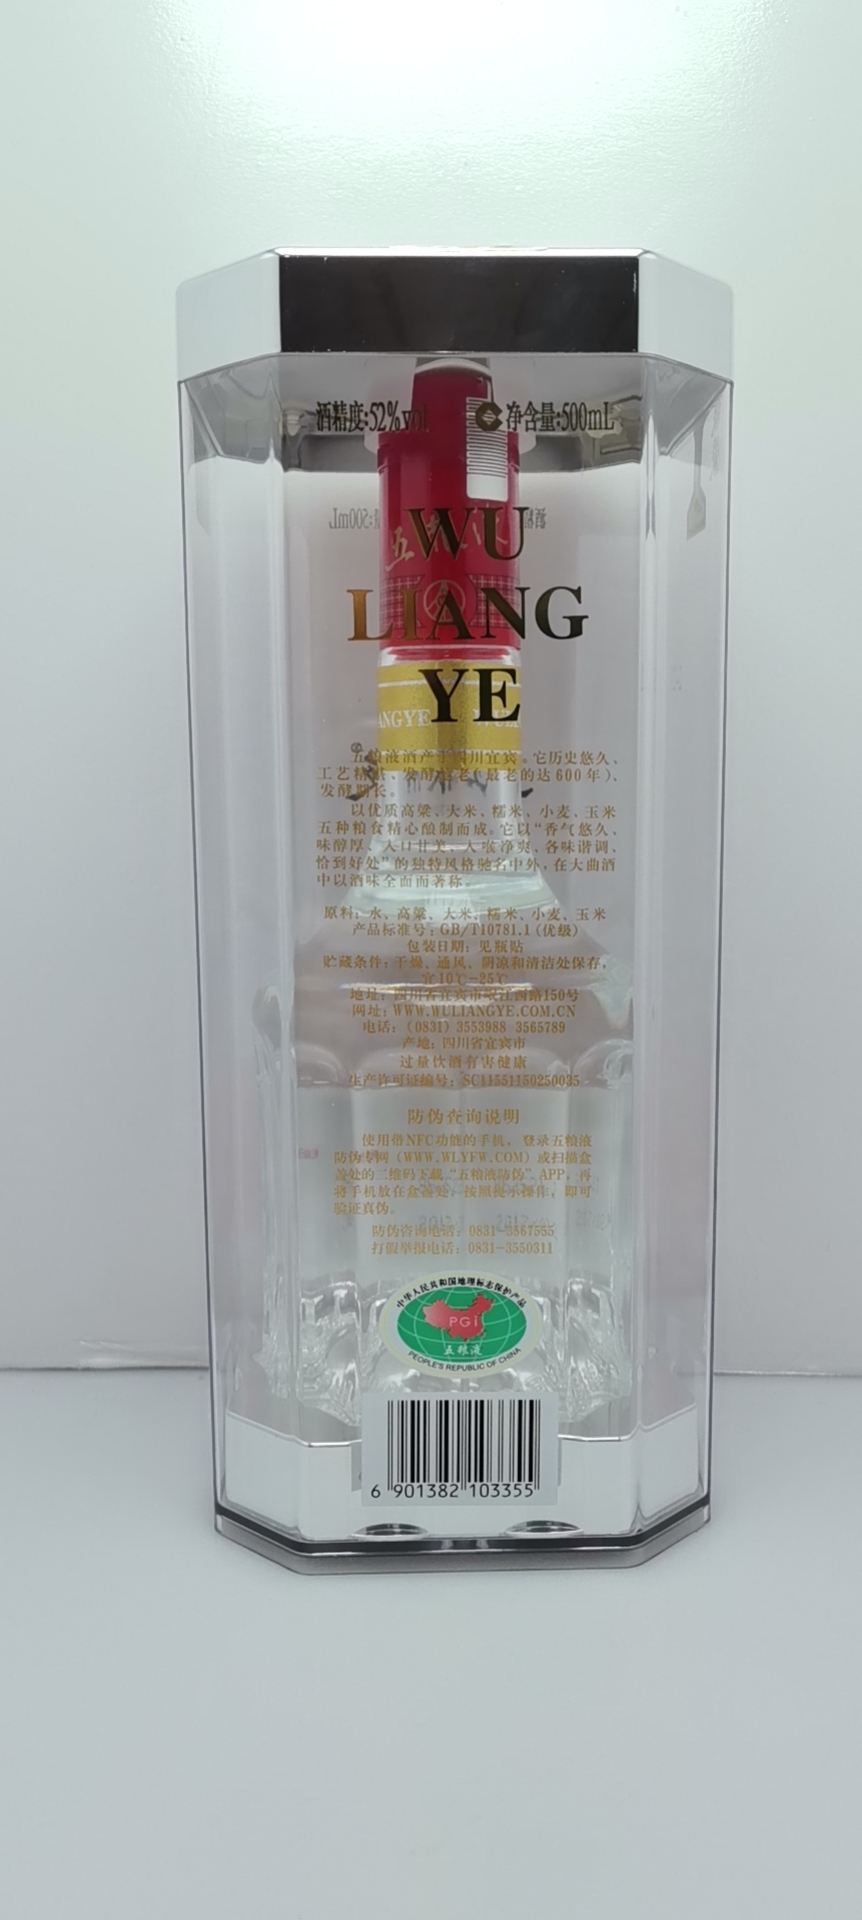 酒精度:52%vol
净含量:500mL
WU
LIANG
YE
ANGYE
五粮液酒产于四川宜宾。它历史悠久、
工艺精湛、发酵窖老(最老的达600年)、
发酵期长。
以优质高粱、大米、糯米、小麦、玉米
五种粮食精心酿制而成。它以“香气悠久、
味醇厚、入口甘美、入喉净爽、各味谐调、
恰到好处”的独特风格驰名中外,在大曲酒
中以酒味全面而著称。
原料: 水、高粱、大米、糯米、小麦、玉米
产品标准号: GB/T10781.1 (优级)
包装日期: 见瓶贴
贮藏条件: 干燥、通风、阴凉和清洁处保存,
宜10℃-25℃
地址: 四川省宜宾市岷江西路150号
网址: WWW.WULIANGYE.COM.CN
电话: (0831) 3553988 3565789
产地: 四川省宜宾市
过量饮酒有害健康
生产许可证编号: SC11551150250035
防伪查询说明
使用带NFC功能的手机, 登录五粮液
防伪专网 (WWW.WLYFW.COM) 或扫描盒
盖处的二维码下载“五粮液防伪”APP, 再
将手机放在盒盖处, 按照提示操作, 即可
验证真伪。
防伪咨询电话: 0831-3567555
打假举报电话: 0831-3550311
中华人民共和国地理标志保护产品
PGI
五粮液
PEOPLE'S REPUBLIC OF CHINA
6 901382 103355